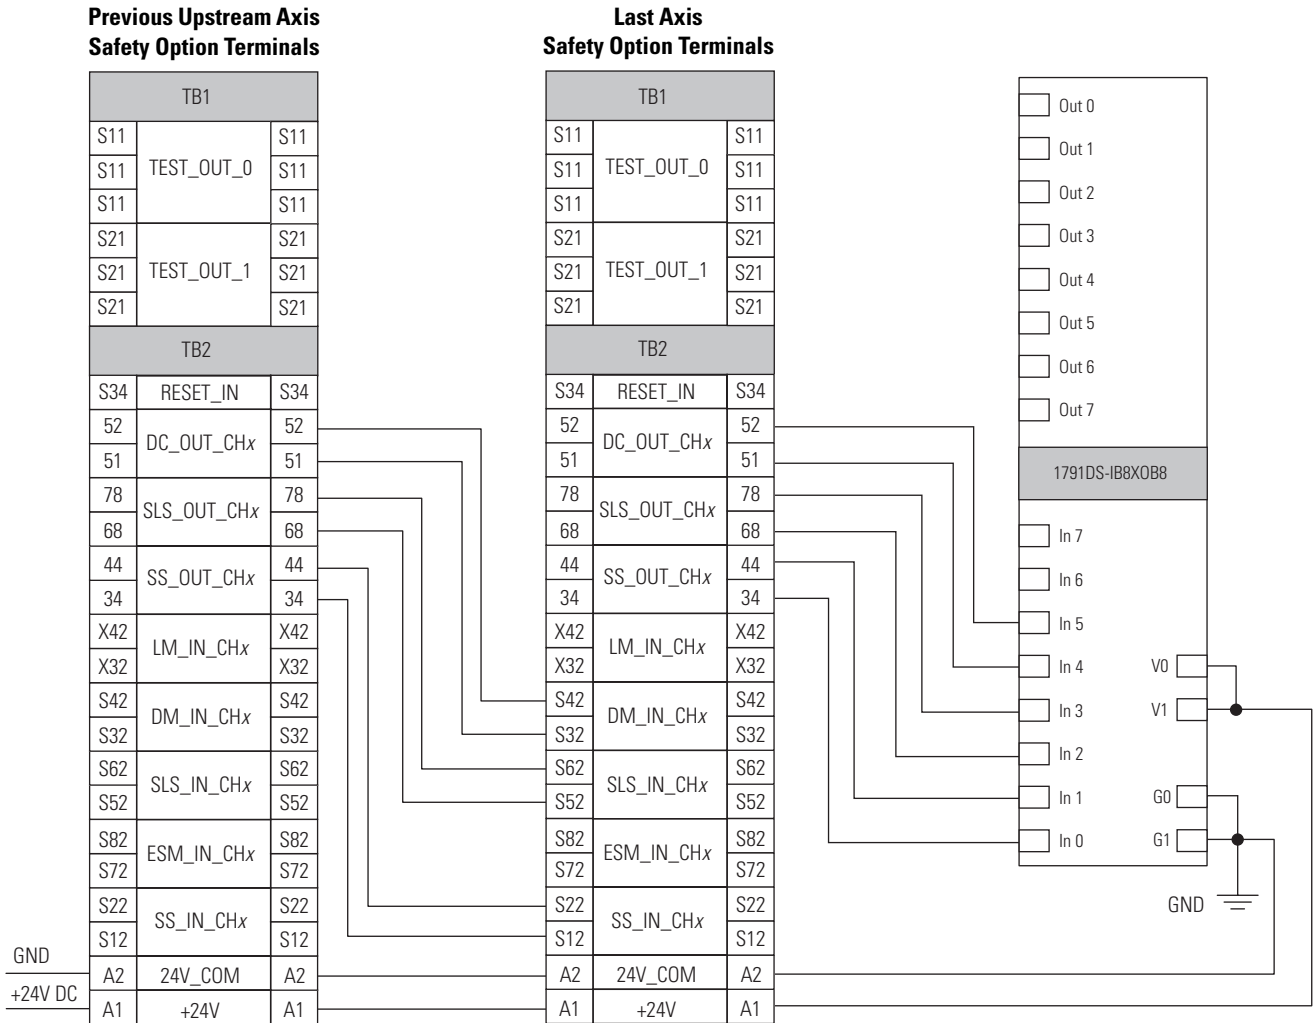 Previous Upstream Axis
Safety Option Terminals
TB1
S11 S11
S11 TEST_OUT_0 S11
S11 S11
S21 S21
S21 TEST_OUT_1 S21
S21 S21
TB2
S34 RESET_IN S34
52 DC_OUT_CHx 52
51 51
78 SLS_OUT_CHx 78
68 68
44 SS_OUT_CHx 44
34 34
X42 LM_IN_CHx X42
X32 X32
S42 DM_IN_CHx S42
S32 S32
S62 SLS_IN_CHx S62
S52 S52
S82 ESM_IN_CHx S82
S72 S72
S22 SS_IN_CHx S22
S12 S12
GND
A2 24V_COM A2
+24V DC
A1 +24V A1
Last Axis
Safety Option Terminals
TB1
S11 S11
S11 TEST_OUT_0 S11
S11 S11
S21 S21
S21 TEST_OUT_1 S21
S21 S21
TB2
S34 RESET_IN S34
52 DC_OUT_CHx 52
51 51
78 SLS_OUT_CHx 78
68 68
44 SS_OUT_CHx 44
34 34
X42 LM_IN_CHx X42
X32 X32
S42 DM_IN_CHx S42
S32 S32
S62 SLS_IN_CHx S62
S52 S52
S82 ESM_IN_CHx S82
S72 S72
S22 SS_IN_CHx S22
S12 S12
A2 24V_COM A2
A1 +24V A1
Out 0
Out 1
Out 2
Out 3
Out 4
Out 5
Out 6
Out 7
1791DS-IB8XOB8
In 7
In 6
In 5
In 4 V0
In 3 V1
In 2
In 1 G0
In 0 G1
GND